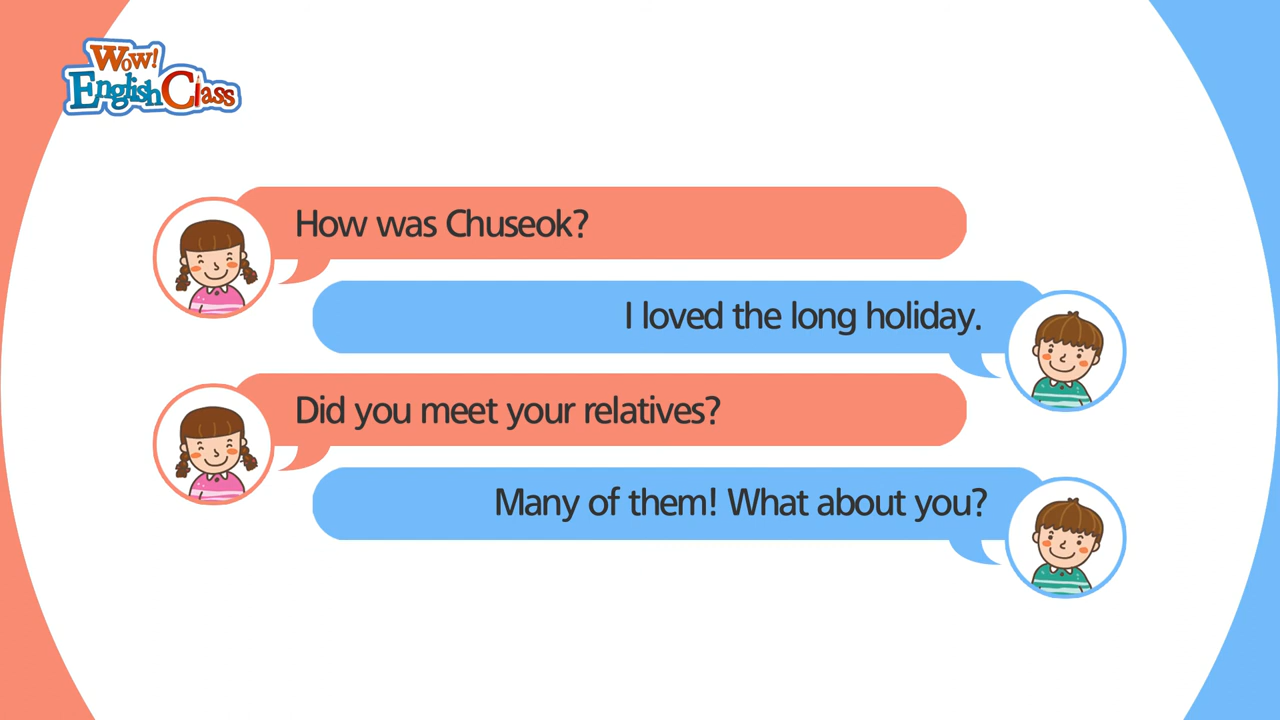 Wow!
English Class
How was Chuseok?
I loved the long holiday.
Did you meet your relatives?
Many of them! What about you?